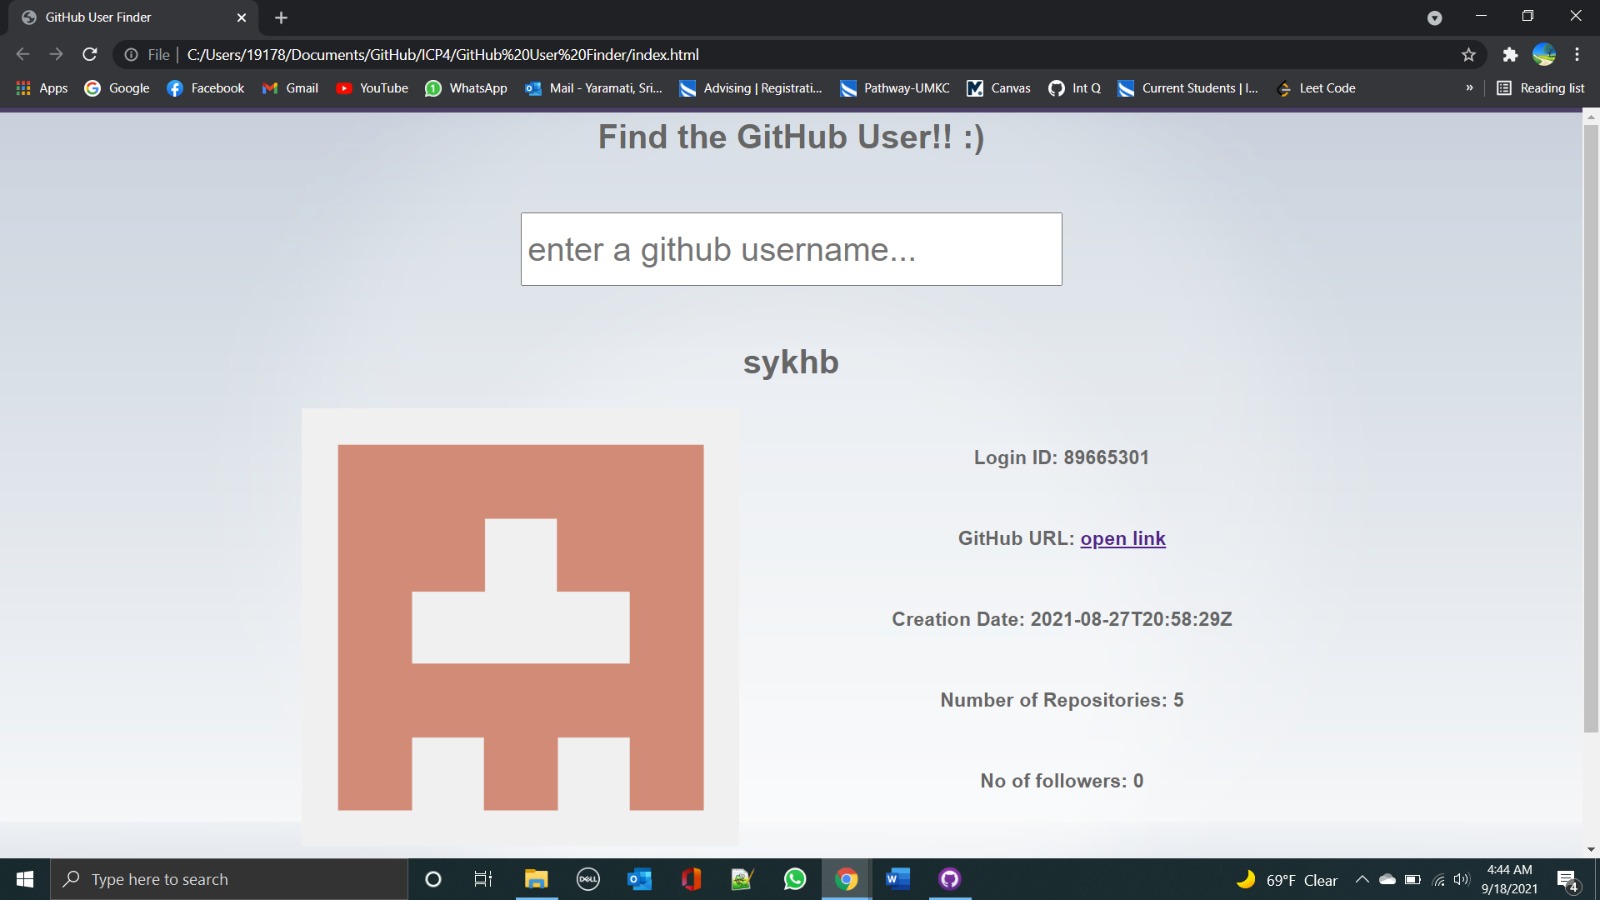 GitHub User Finder
File
C:/Users/19178/Documents/GitHub/ICP4/GitHub%20User%20Finder/index.html
Apps Google Facebook Gmail YouTube WhatsApp Mail - Yaramati, Sri... Advising | Registrati... Pathway-UMKC Canvas Int Q Current Students | I... Leet Code » Reading list
Find the GitHub User!! :)
enter a github username...
sykhb
Login ID: 89665301
GitHub URL: open link
Creation Date: 2021-08-27T20:58:29Z
Number of Repositories: 5
No of followers: 0
Type here to search
DELL
69°F Clear
4:44 AM
9/18/2021
4